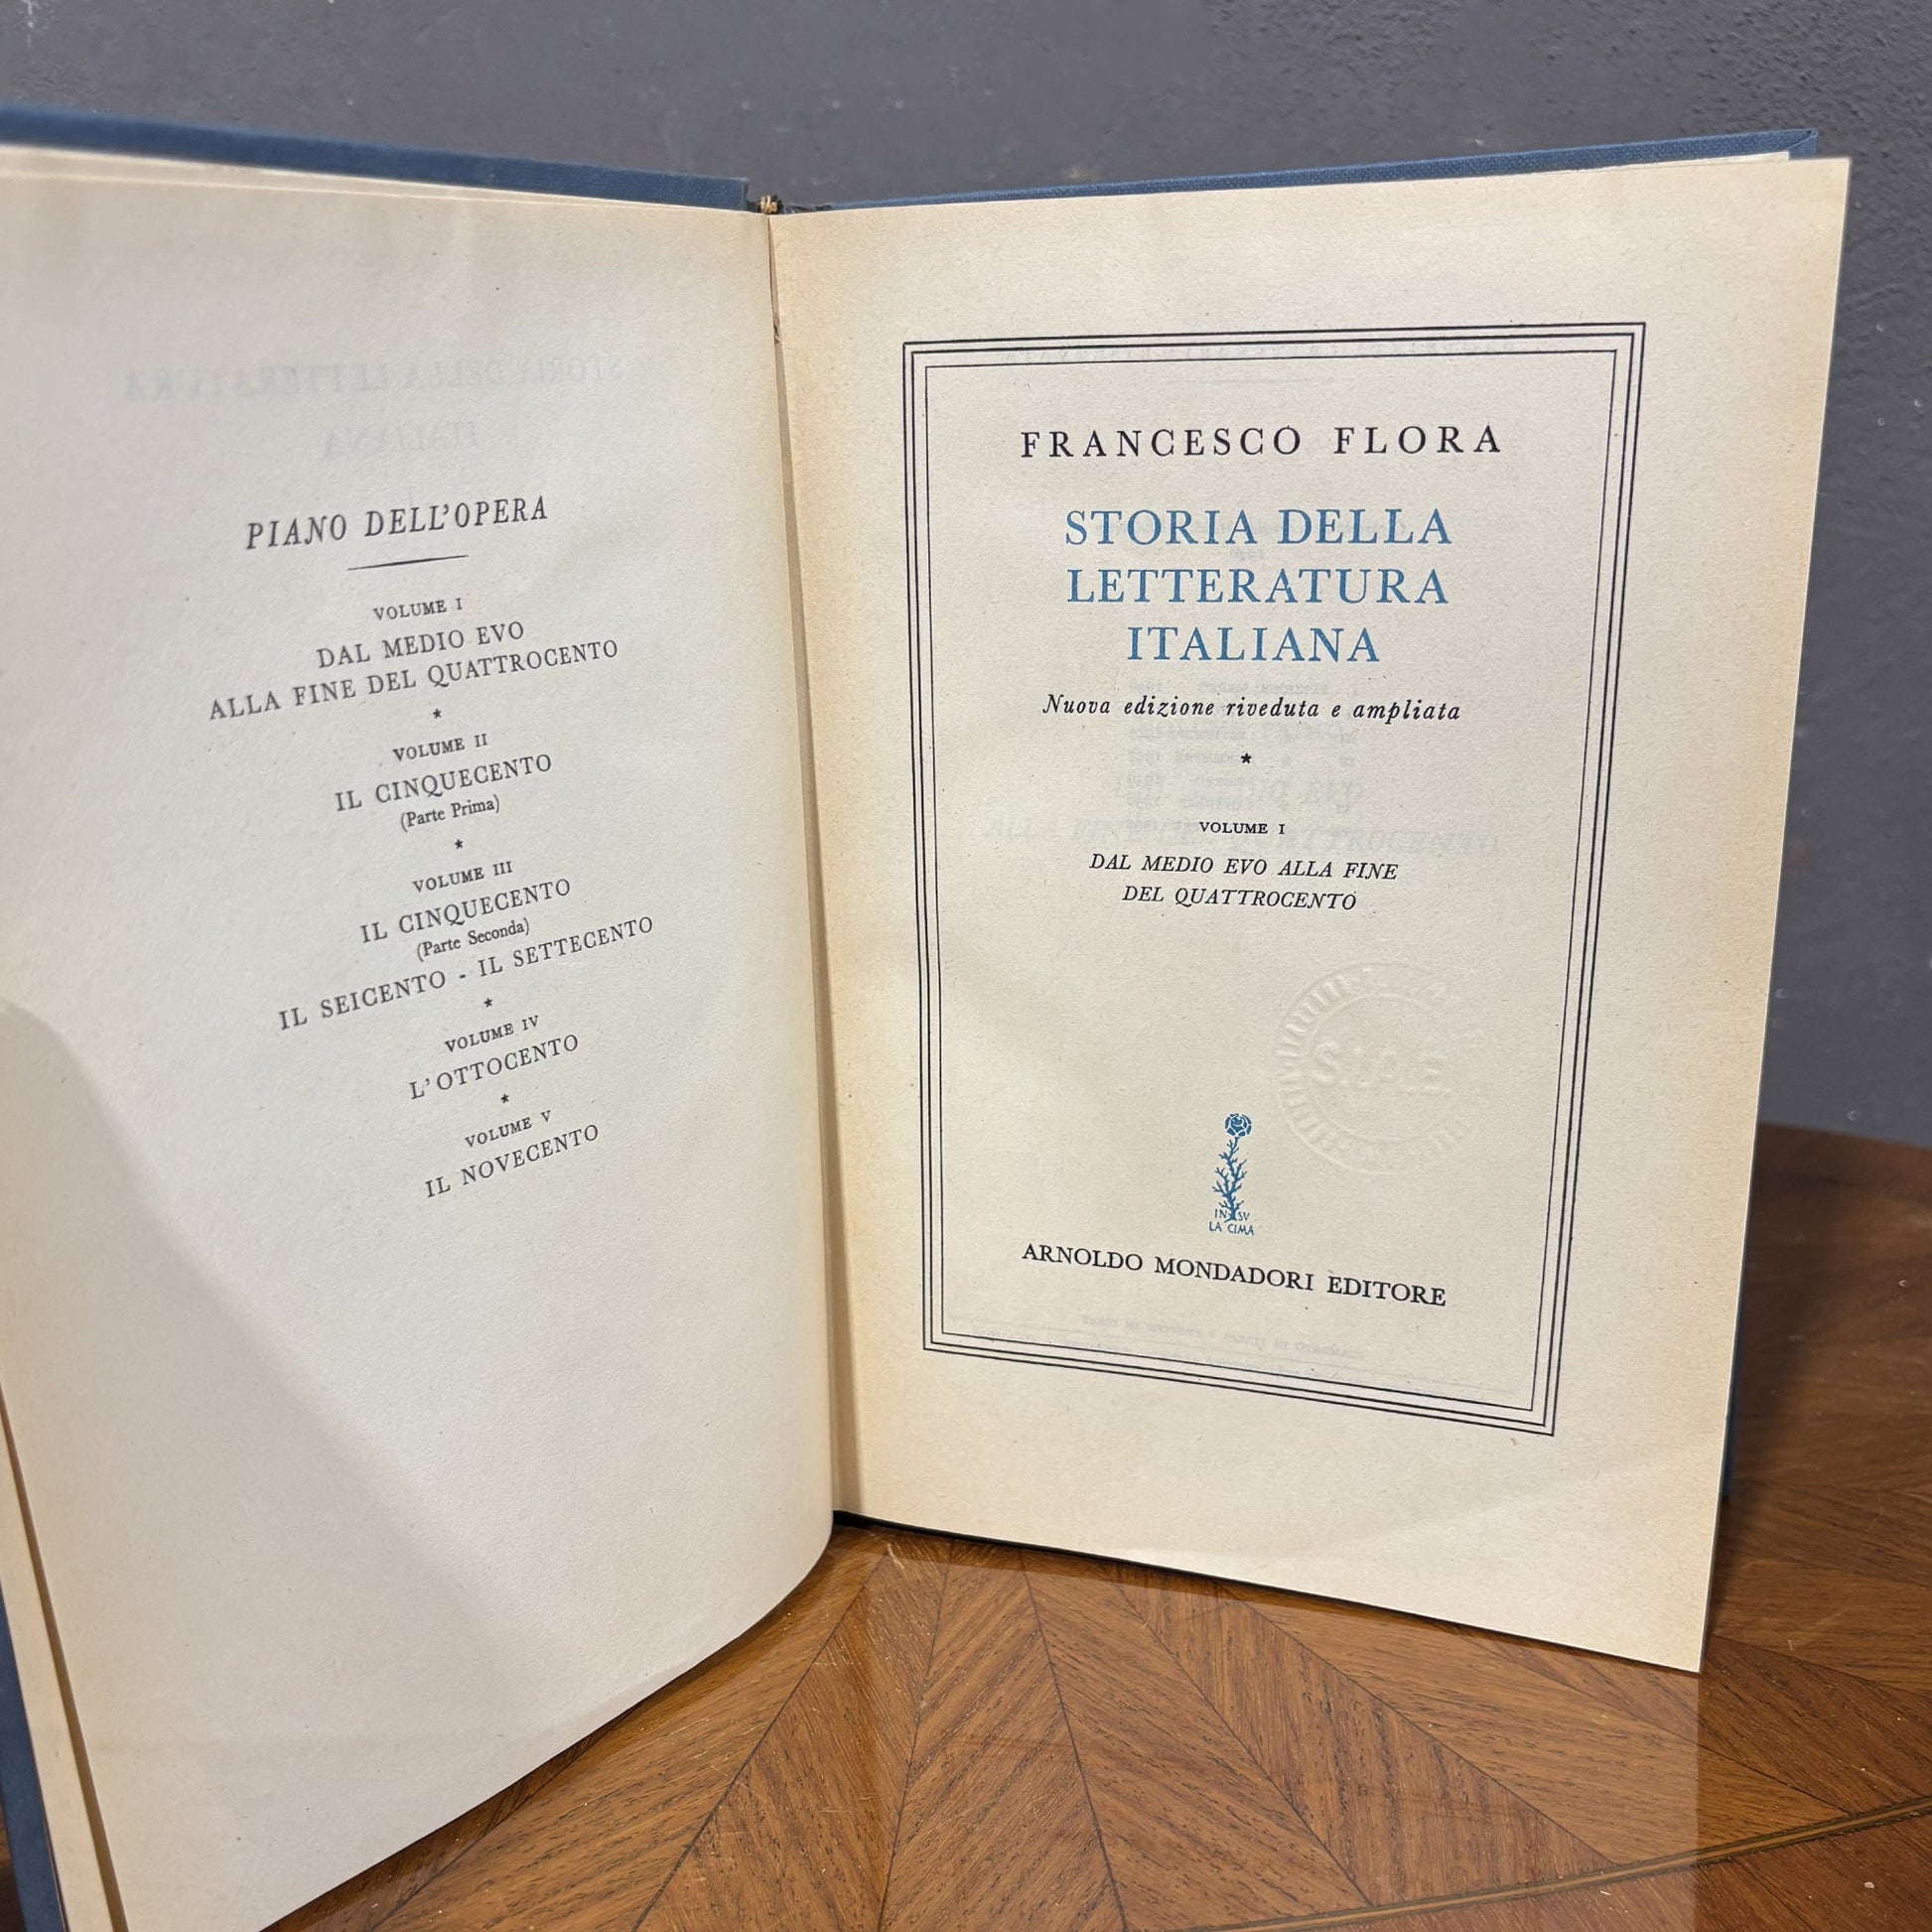 PIANO DELL'OPERA
VOLUME I
DAL MEDIO EVO
ALLA FINE DEL QUATTROCENTO
*
VOLUME II
IL CINQUECENTO
(Parte Prima)
*
VOLUME III
IL CINQUECENTO
(Parte Seconda)
IL SEICENTO - IL SETTECENTO
*
VOLUME IV
L'OTTOCENTO
*
VOLUME V
IL NOVECENTO
FRANCESCO FLORA
STORIA DELLA
LETTERATURA
ITALIANA
Nuova edizione riveduta e ampliata
*
VOLUME I
DAL MEDIO EVO ALLA FINE
DEL QUATTROCENTO
S.I.A.E.
IN SV
LA CIMA
ARNOLDO MONDADORI EDITORE